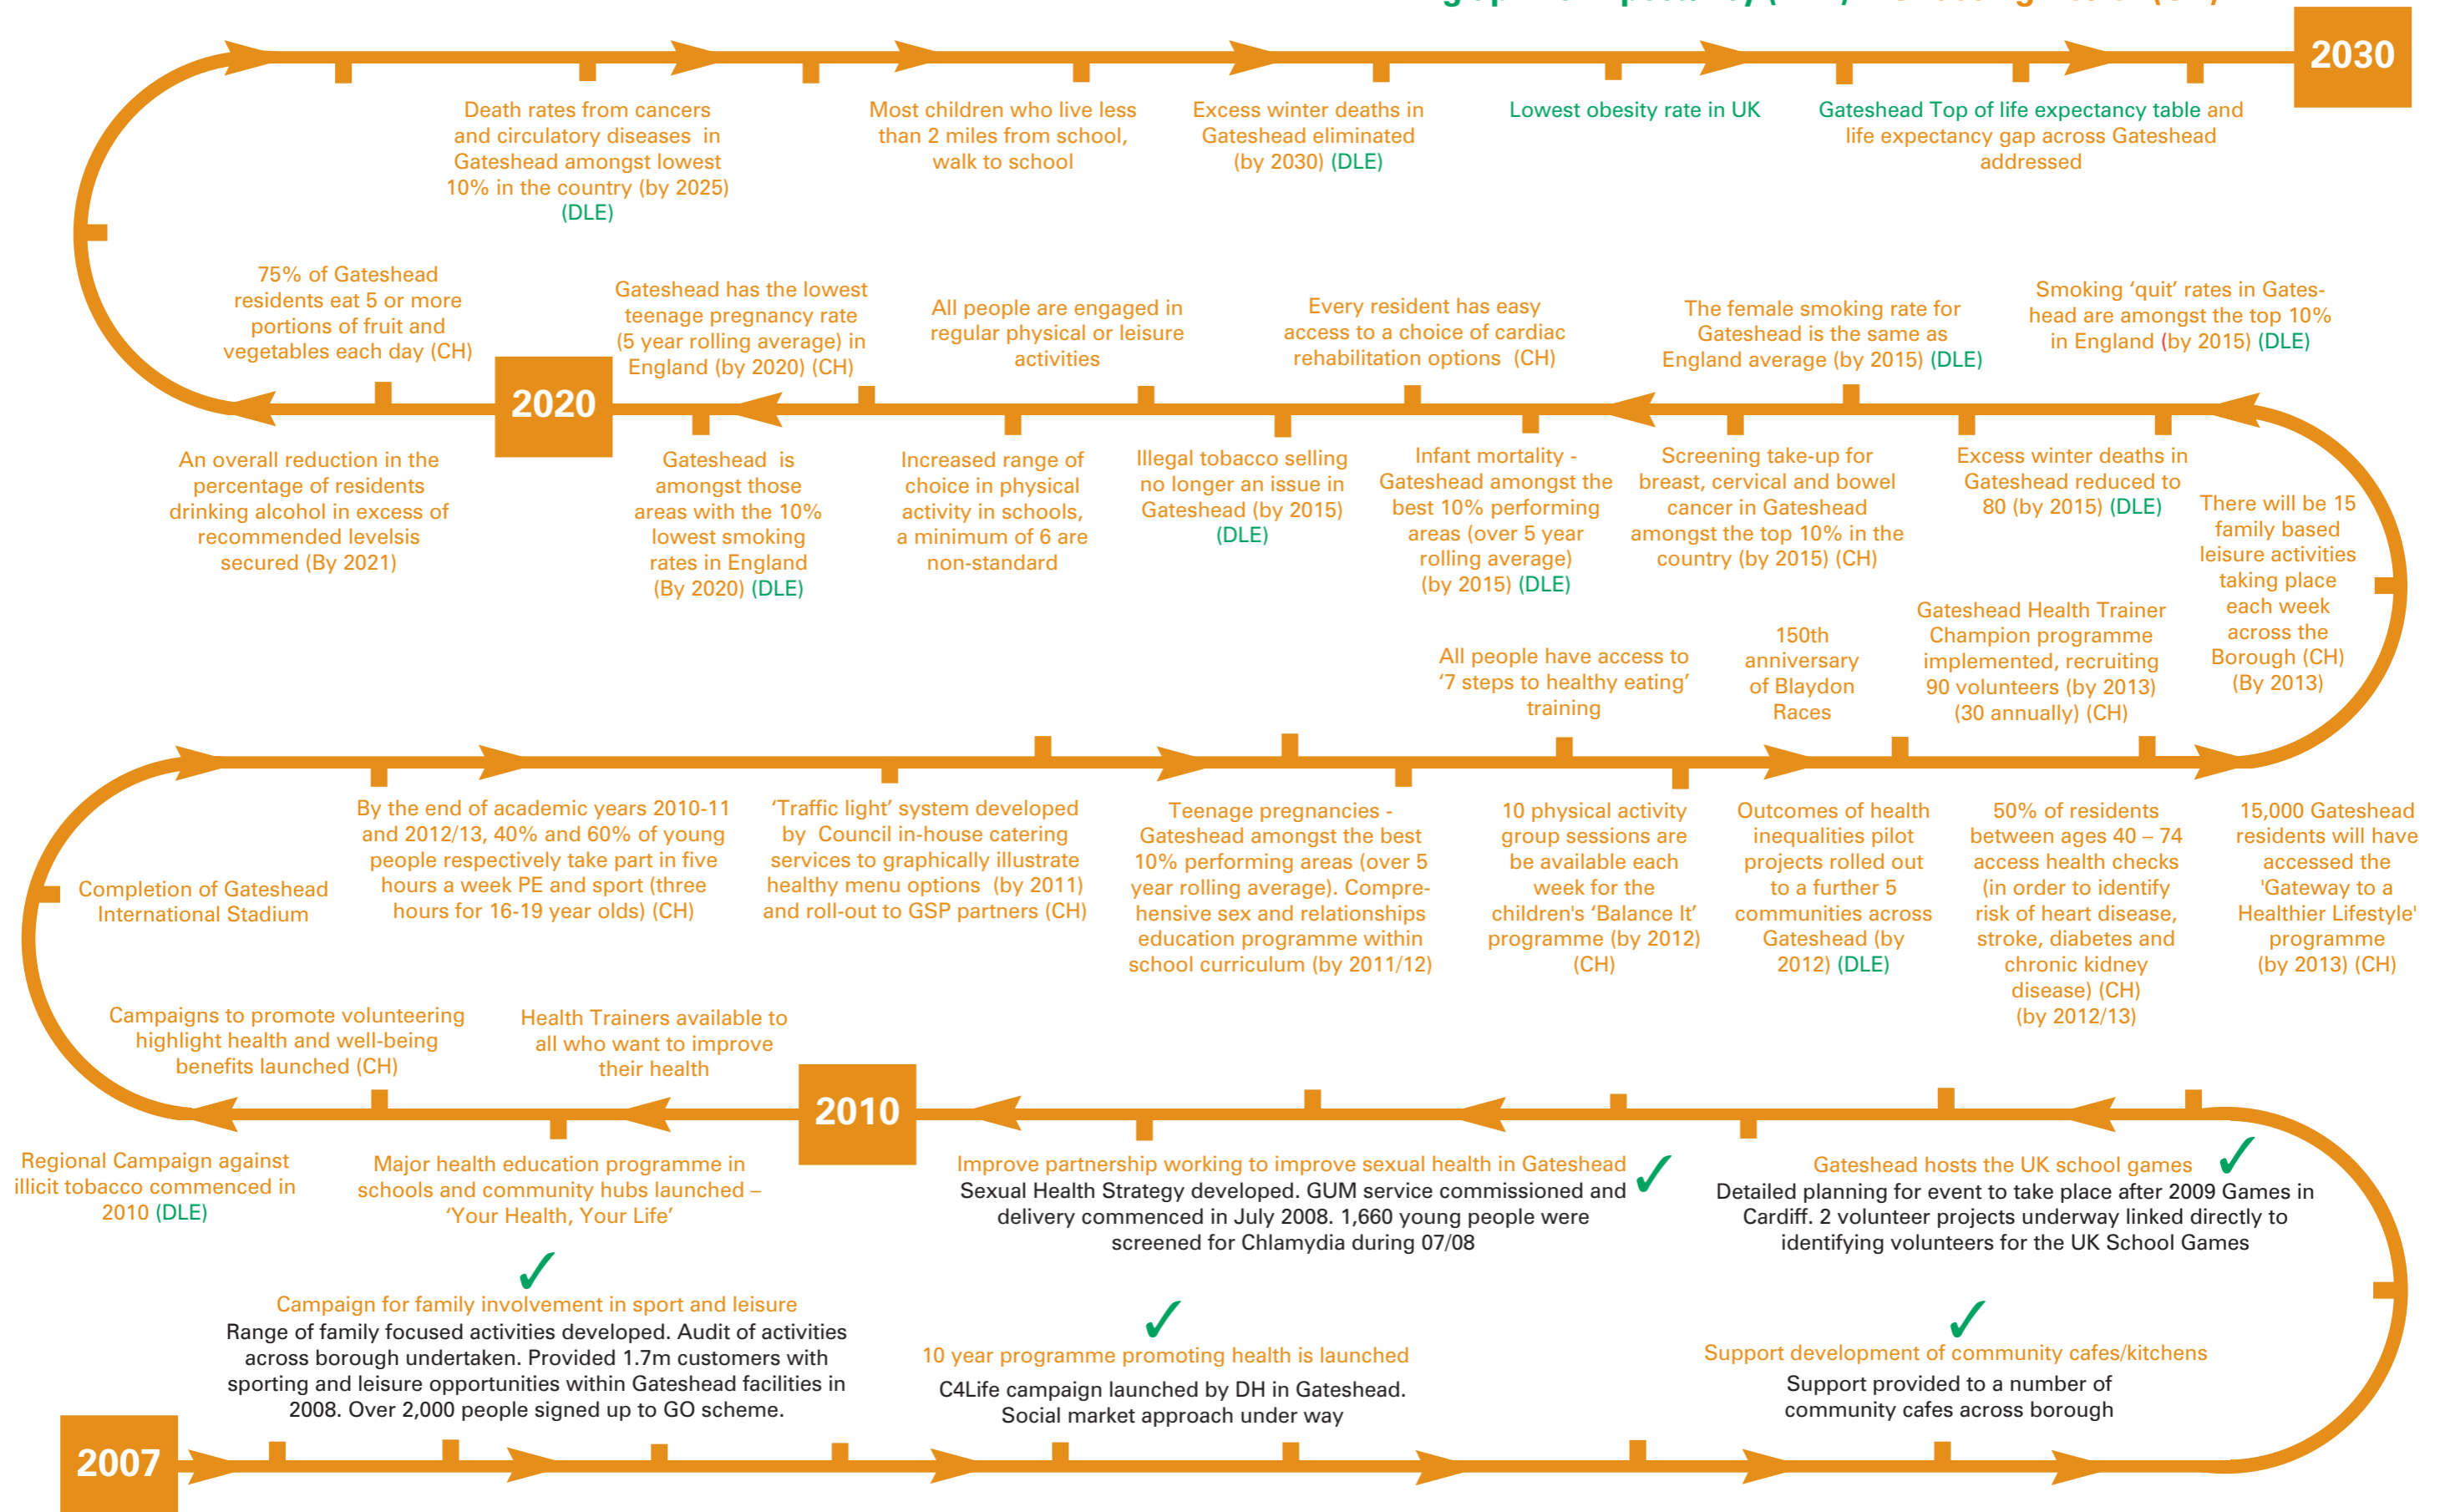 2030
Death rates from cancers
and circulatory diseases in
Gateshead amongst lowest
10% in the country (by 2025)
(DLE)
Most children who live less
than 2 miles from school,
walk to school
Excess winter deaths in
Gateshead eliminated
(by 2030) (DLE)
Lowest obesity rate in UK
Gateshead Top of life expectancy table and
life expectancy gap across Gateshead
addressed
75% of Gateshead
residents eat 5 or more
portions of fruit and
vegetables each day (CH)
Gateshead has the lowest
teenage pregnancy rate
(5 year rolling average) in
England (by 2020) (CH)
All people are engaged in
regular physical or leisure
activities
Every resident has easy
access to a choice of cardiac
rehabilitation options (CH)
The female smoking rate for
Gateshead is the same as
England average (by 2015) (DLE)
Smoking ‘quit’ rates in Gates-
head are amongst the top 10%
in England (by 2015) (DLE)
2020
An overall reduction in the
percentage of residents
drinking alcohol in excess of
recommended levelsis
secured (By 2021)
Gateshead is
amongst those
areas with the 10%
lowest smoking
rates in England
(By 2020) (DLE)
Increased range of
choice in physical
activity in schools,
a minimum of 6 are
non-standard
Illegal tobacco selling
no longer an issue in
Gateshead (by 2015)
(DLE)
Infant mortality -
Gateshead amongst the
best 10% performing
areas (over 5 year
rolling average)
(by 2015) (DLE)
Screening take-up for
breast, cervical and bowel
cancer in Gateshead
amongst the top 10% in the
country (by 2015) (CH)
Excess winter deaths in
Gateshead reduced to
80 (by 2015) (DLE)
There will be 15
family based
leisure activities
taking place
each week
across the
Borough (CH)
(By 2013)
All people have access to
‘7 steps to healthy eating’
training
150th
anniversary
of Blaydon
Races
Gateshead Health Trainer
Champion programme
implemented, recruiting
90 volunteers (by 2013)
(30 annually) (CH)
Completion of Gateshead
International Stadium
By the end of academic years 2010-11
and 2012/13, 40% and 60% of young
people respectively take part in five
hours a week PE and sport (three
hours for 16-19 year olds) (CH)
‘Traffic light’ system developed
by Council in-house catering
services to graphically illustrate
healthy menu options (by 2011)
and roll-out to GSP partners (CH)
Teenage pregnancies -
Gateshead amongst the best
10% performing areas (over 5
year rolling average). Compre-
hensive sex and relationships
education programme within
school curriculum (by 2011/12)
10 physical activity
group sessions are
be available each
week for the
children's ‘Balance It’
programme (by 2012)
(CH)
Outcomes of health
inequalities pilot
projects rolled out
to a further 5
communities across
Gateshead (by
2012) (DLE)
50% of residents
between ages 40 – 74
access health checks
(in order to identify
risk of heart disease,
stroke, diabetes and
chronic kidney
disease) (CH)
(by 2012/13)
15,000 Gateshead
residents will have
accessed the
'Gateway to a
Healthier Lifestyle'
programme
(by 2013) (CH)
Campaigns to promote volunteering
highlight health and well-being
benefits launched (CH)
Health Trainers available to
all who want to improve
their health
2010
Regional Campaign against
illicit tobacco commenced in
2010 (DLE)
Major health education programme in
schools and community hubs launched –
‘Your Health, Your Life’
Improve partnership working to improve sexual health in Gateshead
Sexual Health Strategy developed. GUM service commissioned and
delivery commenced in July 2008. 1,660 young people were
screened for Chlamydia during 07/08
Gateshead hosts the UK school games
Detailed planning for event to take place after 2009 Games in
Cardiff. 2 volunteer projects underway linked directly to
identifying volunteers for the UK School Games
Campaign for family involvement in sport and leisure
Range of family focused activities developed. Audit of activities
across borough undertaken. Provided 1.7m customers with
sporting and leisure opportunities within Gateshead facilities in
2008. Over 2,000 people signed up to GO scheme.
10 year programme promoting health is launched
C4Life campaign launched by DH in Gateshead.
Social market approach under way
Support development of community cafes/kitchens
Support provided to a number of
community cafes across borough
2007